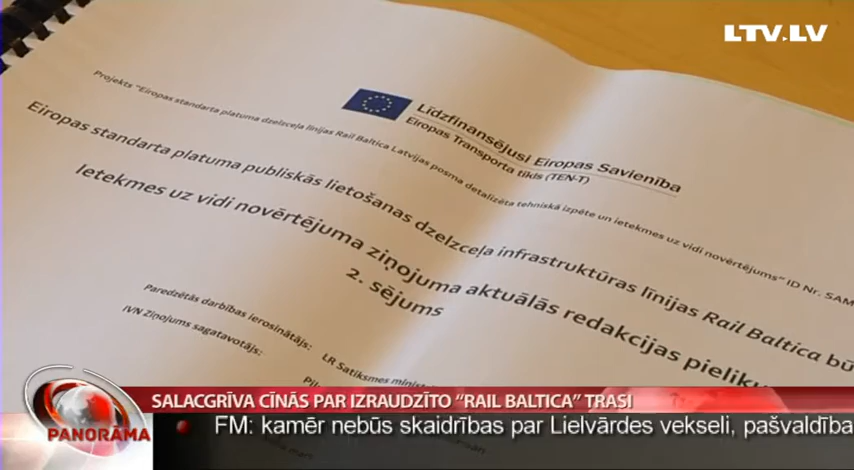 LTV.LV
Līdzfinansējusi Eiropas Savienība
Eiropas Transporta tīkls (TEN-T)
Projekts "Eiropas standarta platuma dzelzceļa līnijas Rail Baltica Latvijas posma detalizēta tehniskā izpēte un ietekmes uz vidi novērtējums" ID Nr. SAM
Eiropas standarta platuma publiskās lietošanas dzelzceļa infrastruktūras līnijas Rail Baltica bū
Ietekmes uz vidi novērtējuma ziņojuma aktuālās redakcijas pieliku
2. sējums
Paredzētās darbības ierosinātājs: LR Satiksmes minist
IVN Ziņojums sagatavotājs:
SALACGRĪVA CĪNĀS PAR IZRAUDZĪTO "RAIL BALTICA" TRASI
PANORĀMA
FM: kamēr nebūs skaidrības par Lielvārdes vekseli, pašvaldība